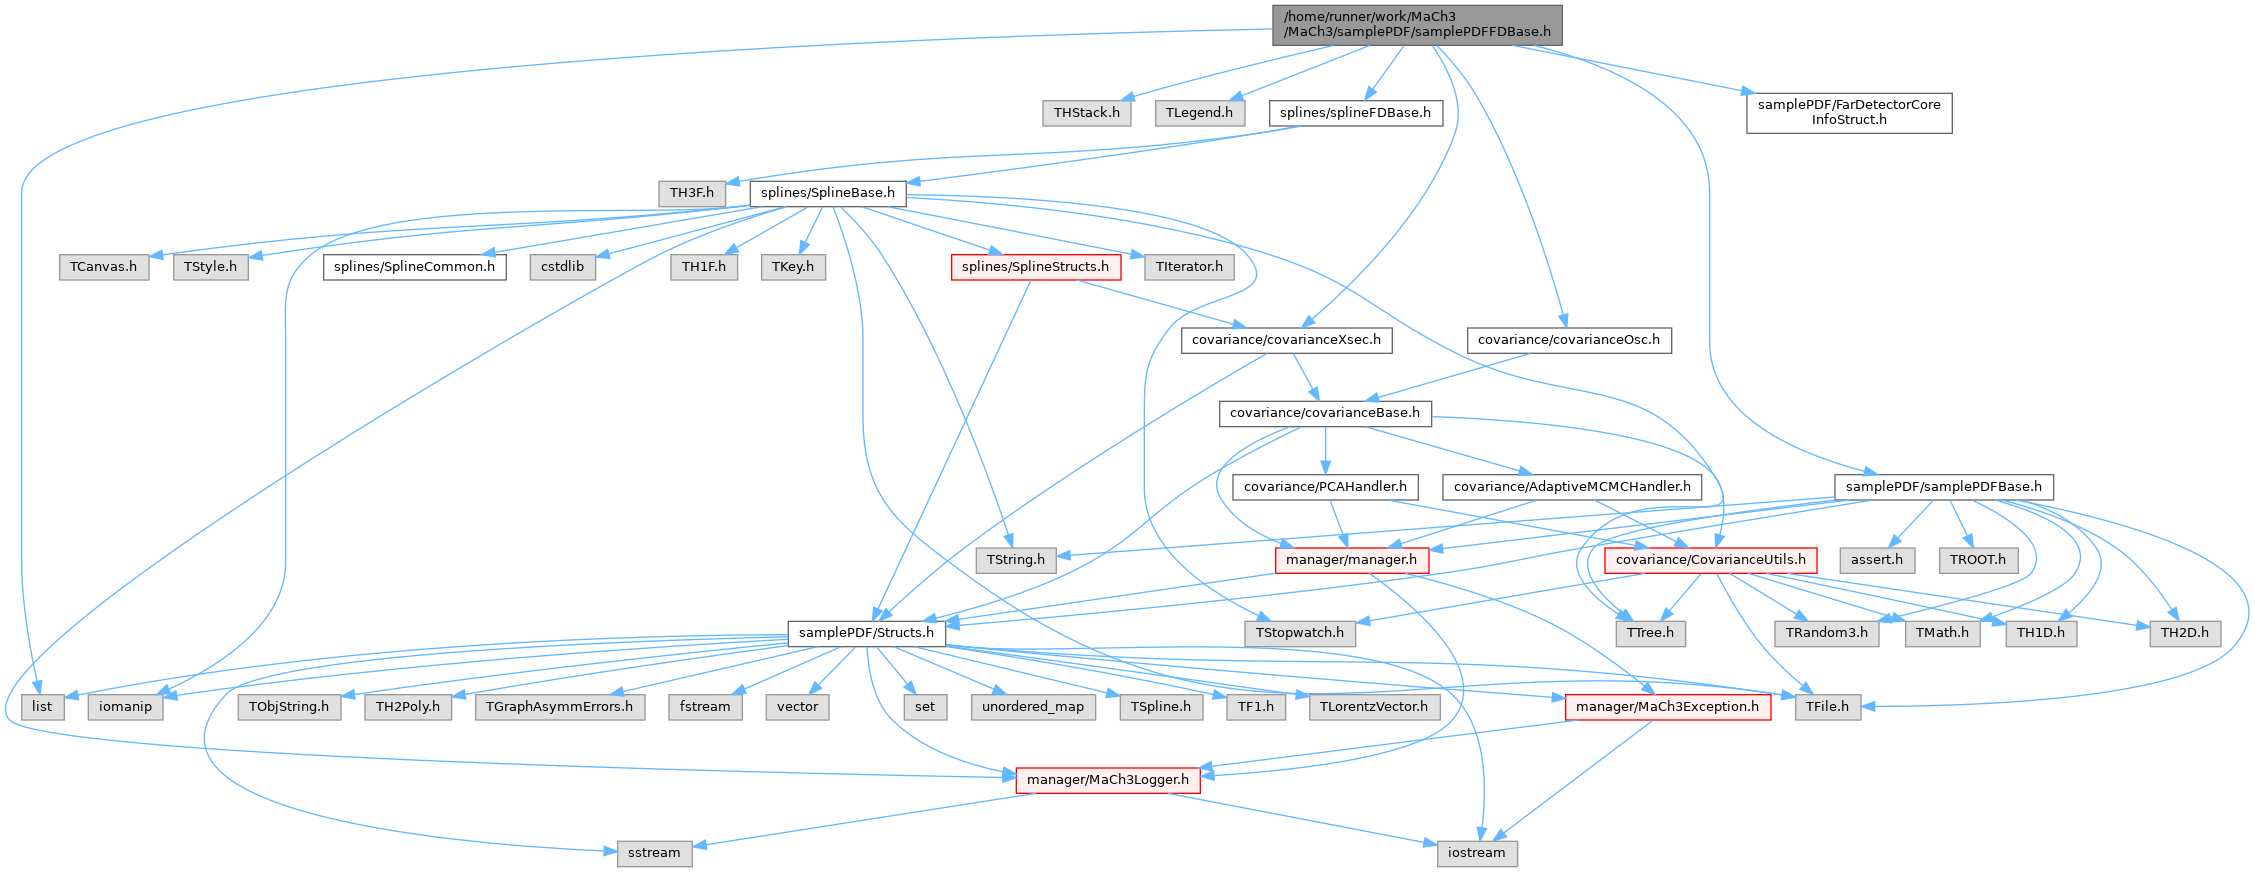 /home/runner/work/MaCh3
/MaCh3/samplePDF/samplePDFFDBase.h
THStack.h
TLegend.h
splines/splineFDBase.h
samplePDF/FarDetectorCore
InfoStruct.h
TH3F.h
splines/SplineBase.h
TCanvas.h
TStyle.h
splines/SplineCommon.h
cstdlib
TH1F.h
TKey.h
splines/SplineStructs.h
TIterator.h
covariance/covarianceXsec.h
covariance/covarianceOsc.h
covariance/covarianceBase.h
covariance/PCAHandler.h
covariance/AdaptiveMCMCHandler.h
samplePDF/samplePDFBase.h
TString.h
manager/manager.h
covariance/CovarianceUtils.h
assert.h
TROOT.h
samplePDF/Structs.h
TStopwatch.h
TTree.h
TRandom3.h
TMath.h
TH1D.h
TH2D.h
list
iomanip
TObjString.h
TH2Poly.h
TGraphAsymmErrors.h
fstream
vector
set
unordered_map
TSpline.h
TF1.h
TLorentzVector.h
manager/MaCh3Exception.h
TFile.h
manager/MaCh3Logger.h
sstream
iostream